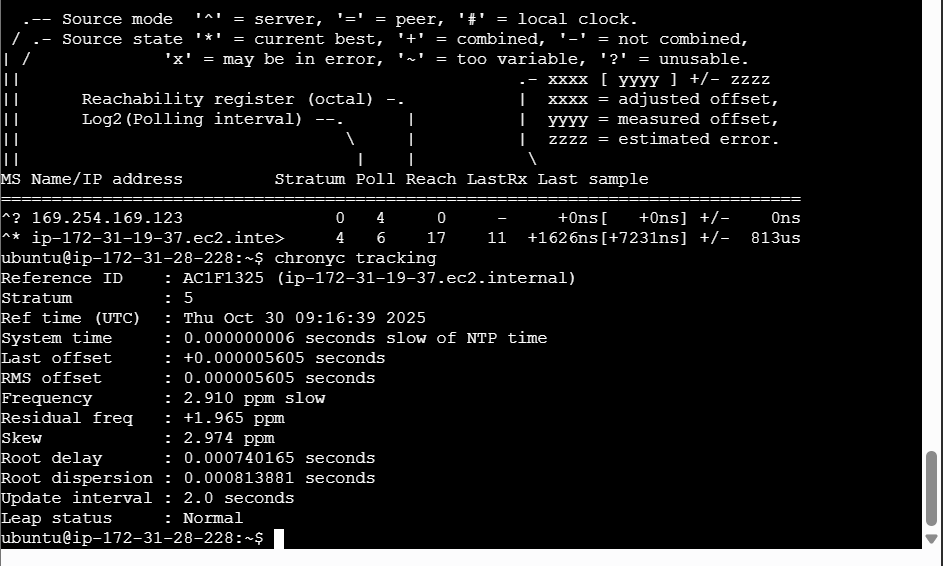 .-- Source mode  '^' = server, '=' = peer, '#' = local clock.
 / .- Source state '*' = current best, '+' = combined, '-' = not combined,
| /             'x' = may be in error, '~' = too variable, '?' = unusable.
||                                                 .- xxxx [ yyyy ] +/- zzzz
||      Reachability register (octal) -.           |  xxxx = adjusted offset,
||      Log2(Polling interval) --.      |          |  yyyy = measured offset,
||                                \     |          |  zzzz = estimated error.
||                                 |    |           \
MS Name/IP address         Stratum Poll Reach LastRx Last sample
===============================================================================
^? 169.254.169.123               0   4     0     -     +0ns[   +0ns] +/-    0ns
^* ip-172-31-19-37.ec2.inte>     4   6    17    11  +1626ns[+7231ns] +/-  813us
ubuntu@ip-172-31-28-228:~$ chronyc tracking
Reference ID    : AC1F1325 (ip-172-31-19-37.ec2.internal)
Stratum         : 5
Ref time (UTC)  : Thu Oct 30 09:16:39 2025
System time     : 0.000000006 seconds slow of NTP time
Last offset     : +0.000005605 seconds
RMS offset      : 0.000005605 seconds
Frequency       : 2.910 ppm slow
Residual freq   : +1.965 ppm
Skew            : 2.974 ppm
Root delay      : 0.000740165 seconds
Root dispersion : 0.000813881 seconds
Update interval : 2.0 seconds
Leap status     : Normal
ubuntu@ip-172-31-28-228:~$